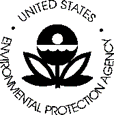 UNITED STATES
• ENVIRONMENTAL PROTECTION AGENCY •